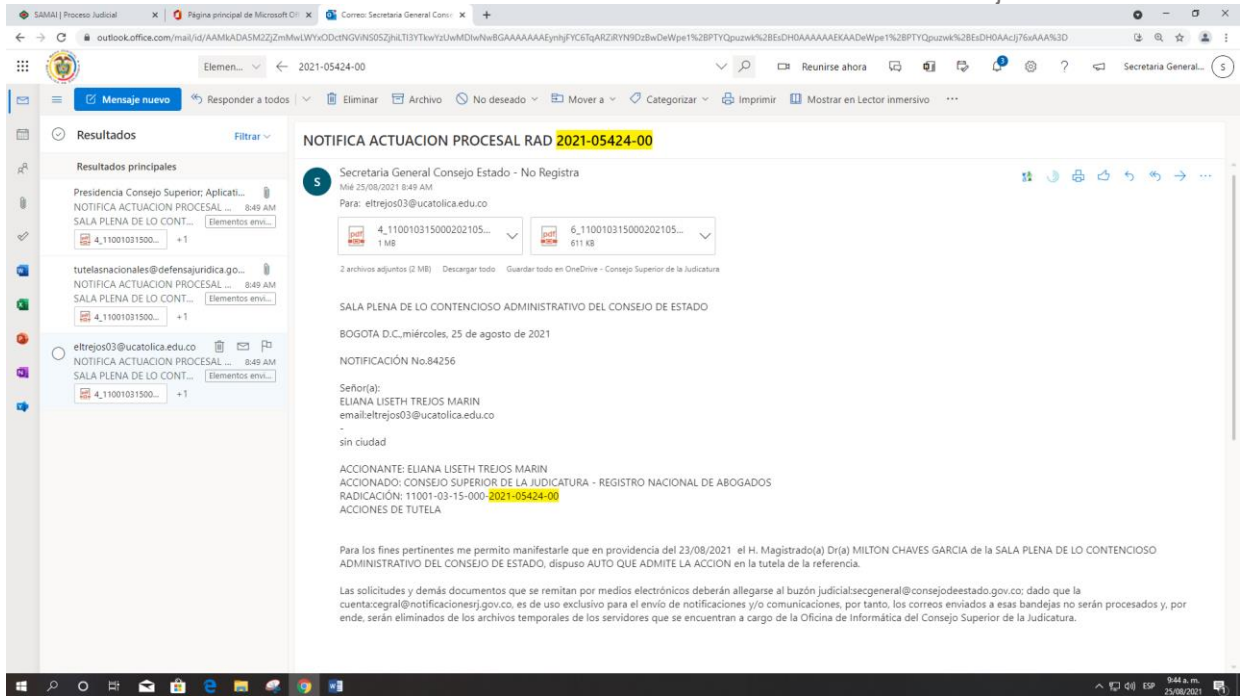 SAMAI | Proceso Judicial
Página principal de Microsoft Of
Correo: Secretaria General Conse
outlook.office.com/mail/id/
Elemen...
2021-05424-00
Reunirse ahora
Secretaria General...
S
Mensaje nuevo
Responder a todos
Eliminar
Archivo
No deseado
Mover a
Categorizar
Imprimir
Mostrar en Lector inmersivo
Resultados
Filtrar
Resultados principales
Presidencia Consejo Superior; Aplicati...
NOTIFICA ACTUACION PROCESAL ... 8:49 AM
SALA PLENA DE LO CONT... Elementos envi...
4_11001031500... +1
tutelasnacionales@defensajuridica.go...
NOTIFICA ACTUACION PROCESAL ... 8:49 AM
SALA PLENA DE LO CONT... Elementos envi...
4_11001031500... +1
eltrejos03@ucatolica.edu.co
NOTIFICA ACTUACION PROCESAL ... 8:49 AM
SALA PLENA DE LO CONT... Elementos envi...
4_11001031500... +1
NOTIFICA ACTUACION PROCESAL RAD 2021-05424-00
S
Secretaria General Consejo Estado - No Registra
Mié 25/08/2021 8:49 AM
Para: eltrejos03@ucatolica.edu.co
pdf 4_110010315000202105... 1 MB
pdf 6_110010315000202105... 611 KB
2 archivos adjuntos (2 MB) Descargar todo Guardar todo en OneDrive - Consejo Superior de la Judicatura
SALA PLENA DE LO CONTENCIOSO ADMINISTRATIVO DEL CONSEJO DE ESTADO
BOGOTA D.C.,miércoles, 25 de agosto de 2021
NOTIFICACIÓN No.84256
Señor(a):
ELIANA LISETH TREJOS MARIN
email:eltrejos03@ucatolica.edu.co
-
sin ciudad
ACCIONANTE: ELIANA LISETH TREJOS MARIN
ACCIONADO: CONSEJO SUPERIOR DE LA JUDICATURA - REGISTRO NACIONAL DE ABOGADOS
RADICACIÓN: 11001-03-15-000-2021-05424-00
ACCIONES DE TUTELA
Para los fines pertinentes me permito manifestarle que en providencia del 23/08/2021 el H. Magistrado(a) Dr(a) MILTON CHAVES GARCIA de la SALA PLENA DE LO CONTENCIOSO
ADMINISTRATIVO DEL CONSEJO DE ESTADO, dispuso AUTO QUE ADMITE LA ACCION en la tutela de la referencia.
Las solicitudes y demás documentos que se remitan por medios electrónicos deberán allegarse al buzón judicial:secgeneral@consejodeestado.gov.co; dado que la
cuenta:cegral@notificacionesrj.gov.co, es de uso exclusivo para el envío de notificaciones y/o comunicaciones, por tanto, los correos enviados a esas bandejas no serán procesados y, por
ende, serán eliminados de los archivos temporales de los servidores que se encuentran a cargo de la Oficina de Informática del Consejo Superior de la Judicatura.
ESP
9:44 a. m.
25/08/2021